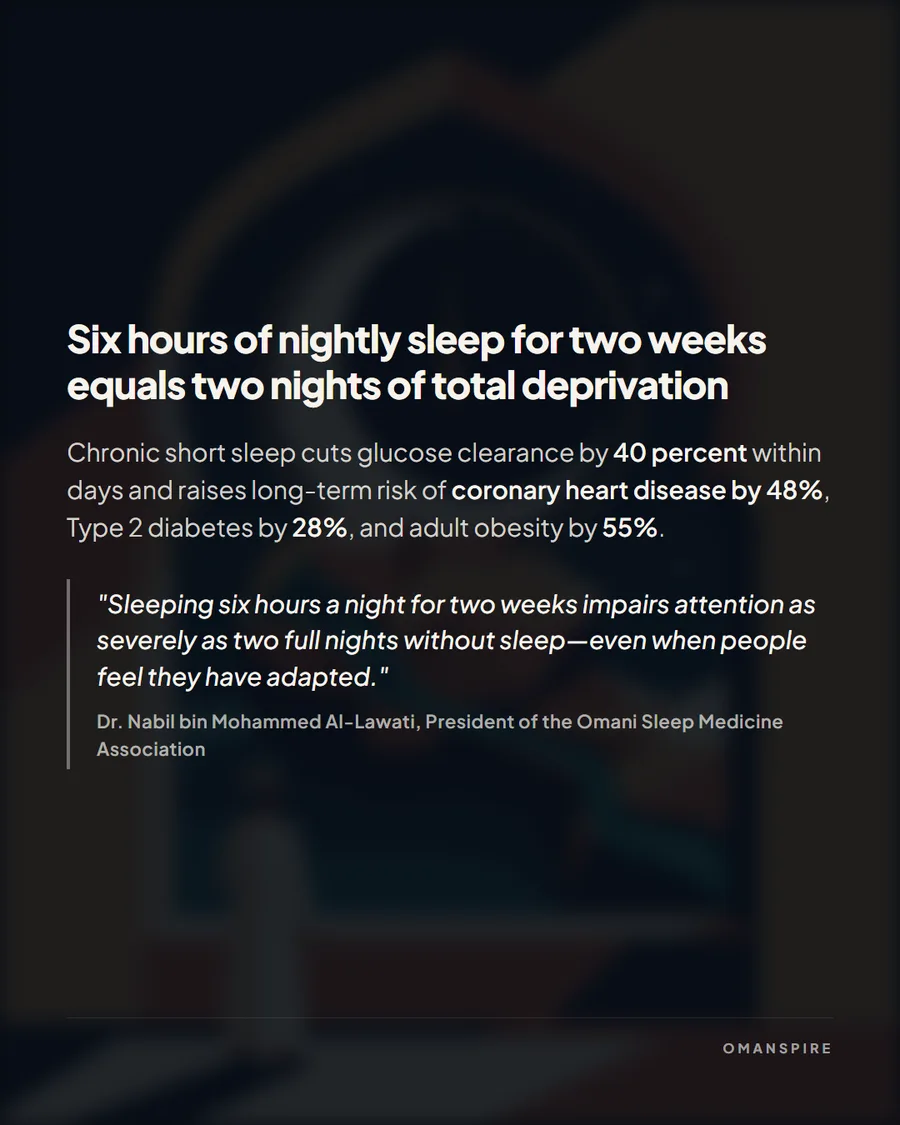 Six hours of nightly sleep for two weeks
equals two nights of total deprivation
Chronic short sleep cuts glucose clearance by 40 percent within
days and raises long-term risk of coronary heart disease by 48%,
Type 2 diabetes by 28%, and adult obesity by 55%.
"Sleeping six hours a night for two weeks impairs attention as
severely as two full nights without sleep—even when people
feel they have adapted."
Dr. Nabil bin Mohammed Al-Lawati, President of the Omani Sleep Medicine
Association
OMANSPIRE